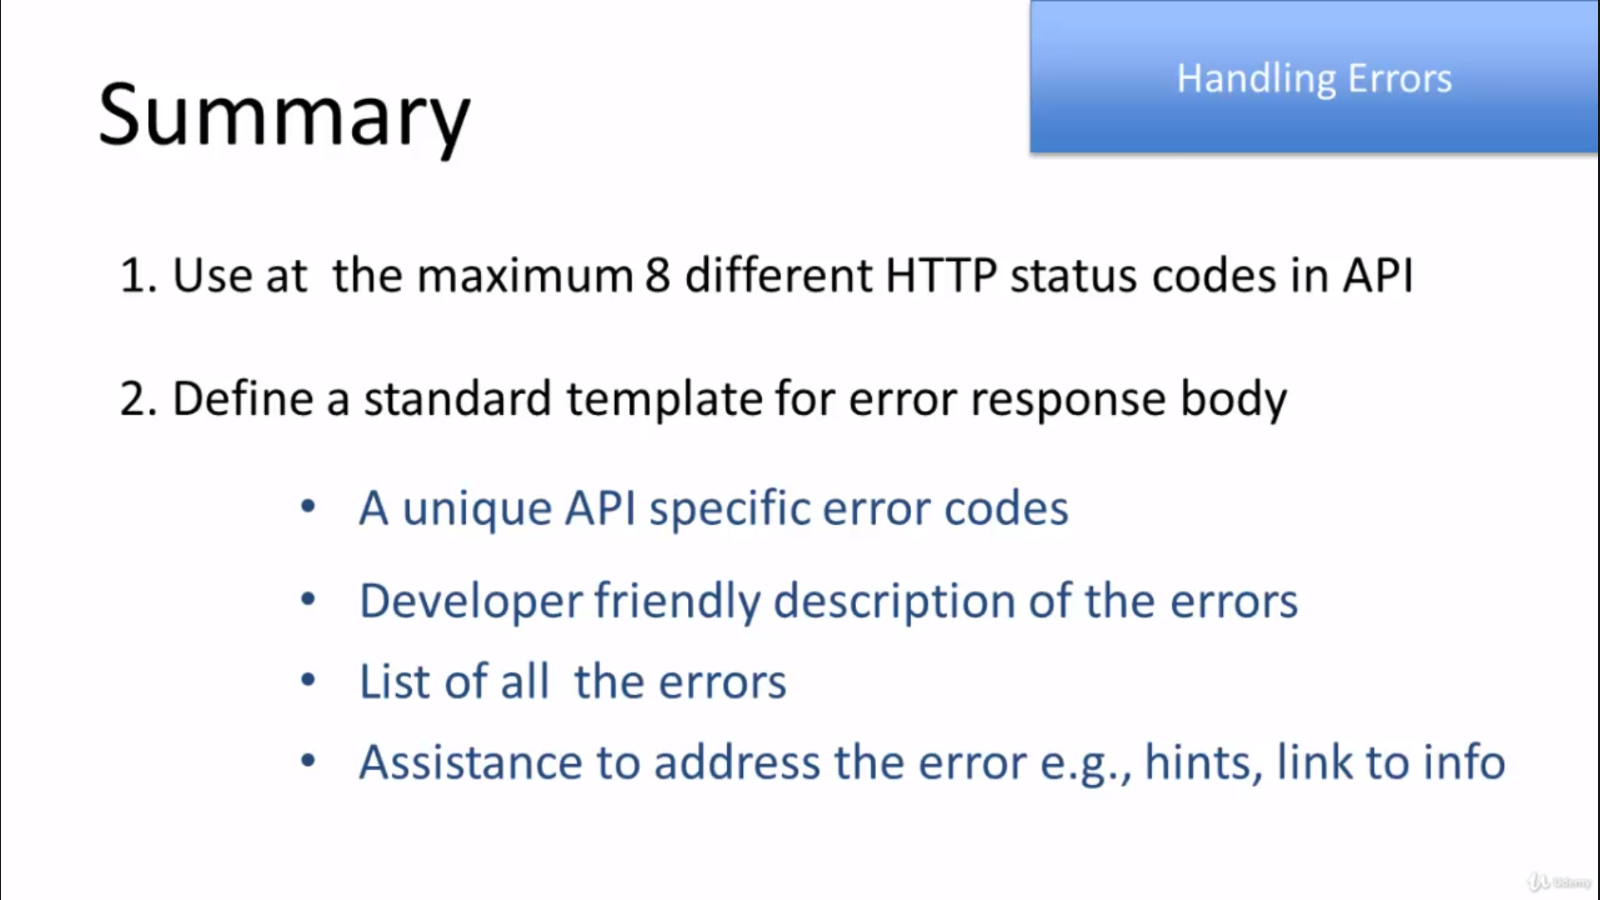 Handling Errors
Summary
1. Use at the maximum 8 different HTTP status codes in API
2. Define a standard template for error response body
• A unique API specific error codes
• Developer friendly description of the errors
• List of all the errors
• Assistance to address the error e.g., hints, link to info
Udemy